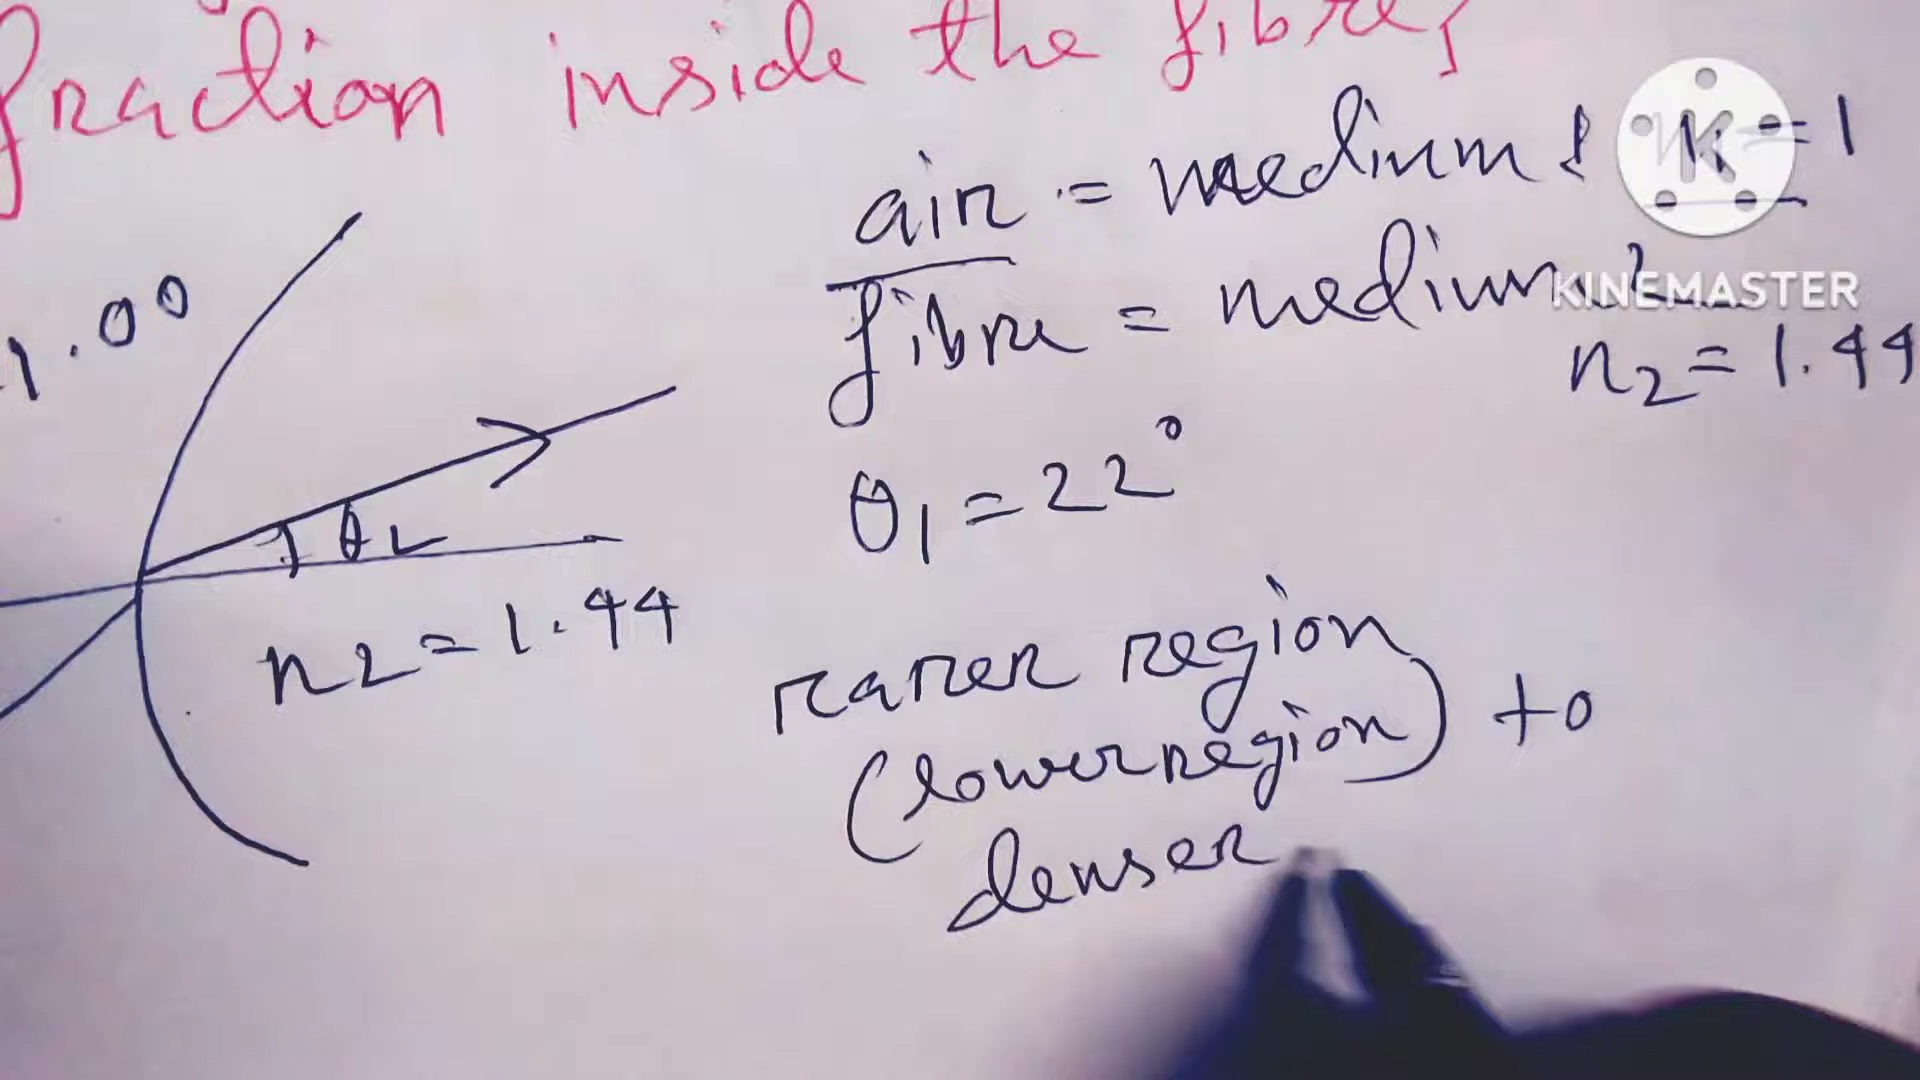 fraction inside the fibre,
air = medium 1 = 1
fibre = medium 2
n2 = 1.44
1.00
θ1 = 22°
θ2
n2 = 1.44
rarer region
(lower region) to
denser
K
KINEMASTER